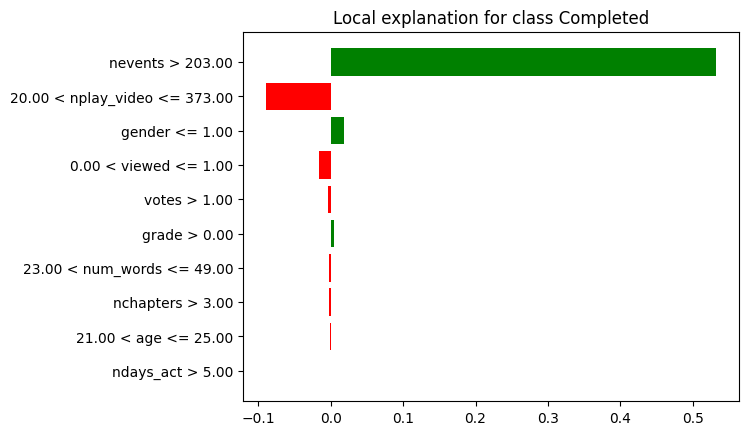 Local explanation for class Completed
nevents > 203.00
20.00 < nplay_video <= 373.00
gender <= 1.00
0.00 < viewed <= 1.00
votes > 1.00
grade > 0.00
23.00 < num_words <= 49.00
nchapters > 3.00
21.00 < age <= 25.00
ndays_act > 5.00
−0.1 0.0 0.1 0.2 0.3 0.4 0.5